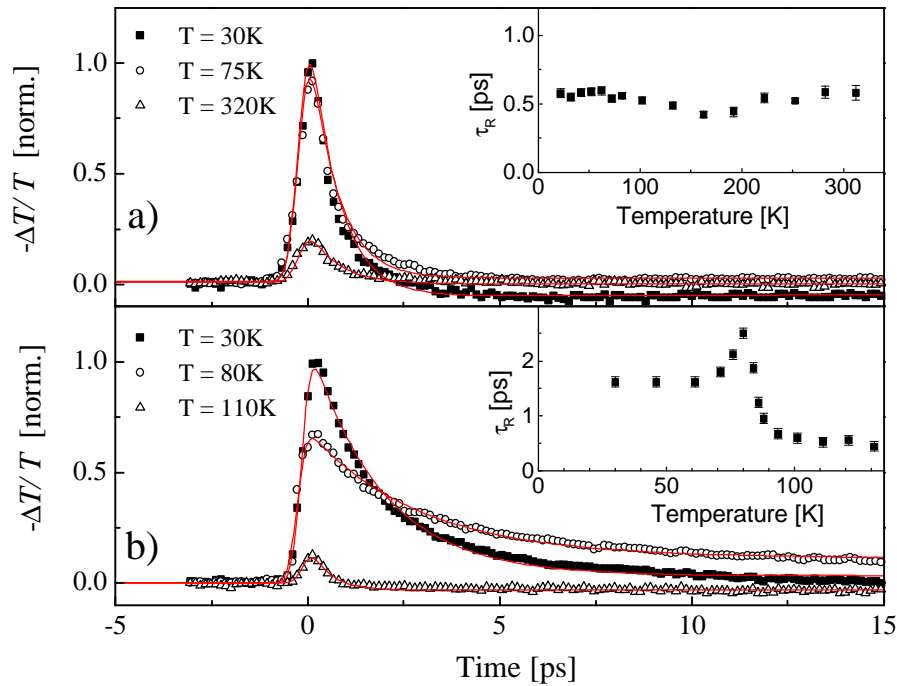 T = 30K
T = 75K
T = 320K
1.0
0.5
0.0
-ΔT/T [norm.]
a)
1.0
0.5
0.0
τR [ps]
0 100 200 300
Temperature [K]
T = 30K
T = 80K
T = 110K
1.0
0.5
0.0
-ΔT/T [norm.]
b)
2
1
0
τR [ps]
0 50 100
Temperature [K]
-5 0 5 10 15
Time [ps]